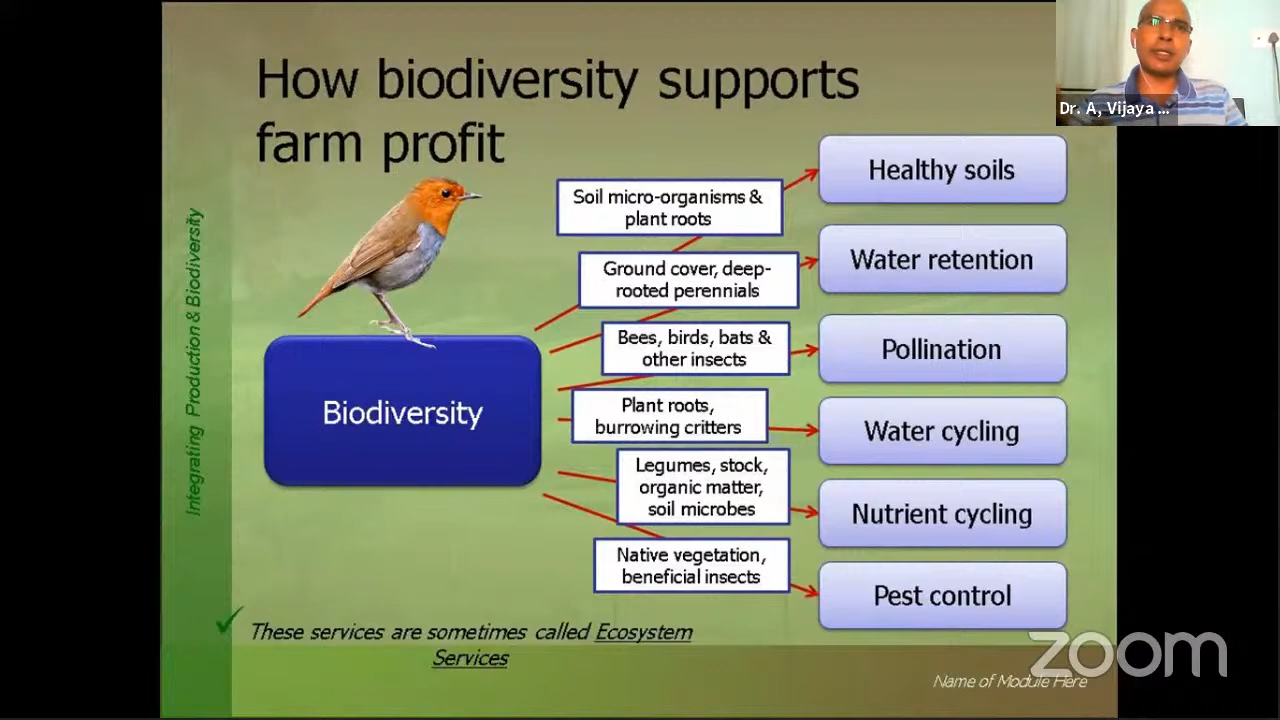 How biodiversity supports
farm profit
Dr. A, Vijaya ...
Integrating Production & Biodiversity
Biodiversity
Soil micro-organisms &
plant roots
Healthy soils
Ground cover, deep-
rooted perennials
Water retention
Bees, birds, bats &
other insects
Pollination
Plant roots,
burrowing critters
Water cycling
Legumes, stock,
organic matter,
soil microbes
Nutrient cycling
Native vegetation,
beneficial insects
Pest control
These services are sometimes called Ecosystem
Services
zoom
Name of Module Here